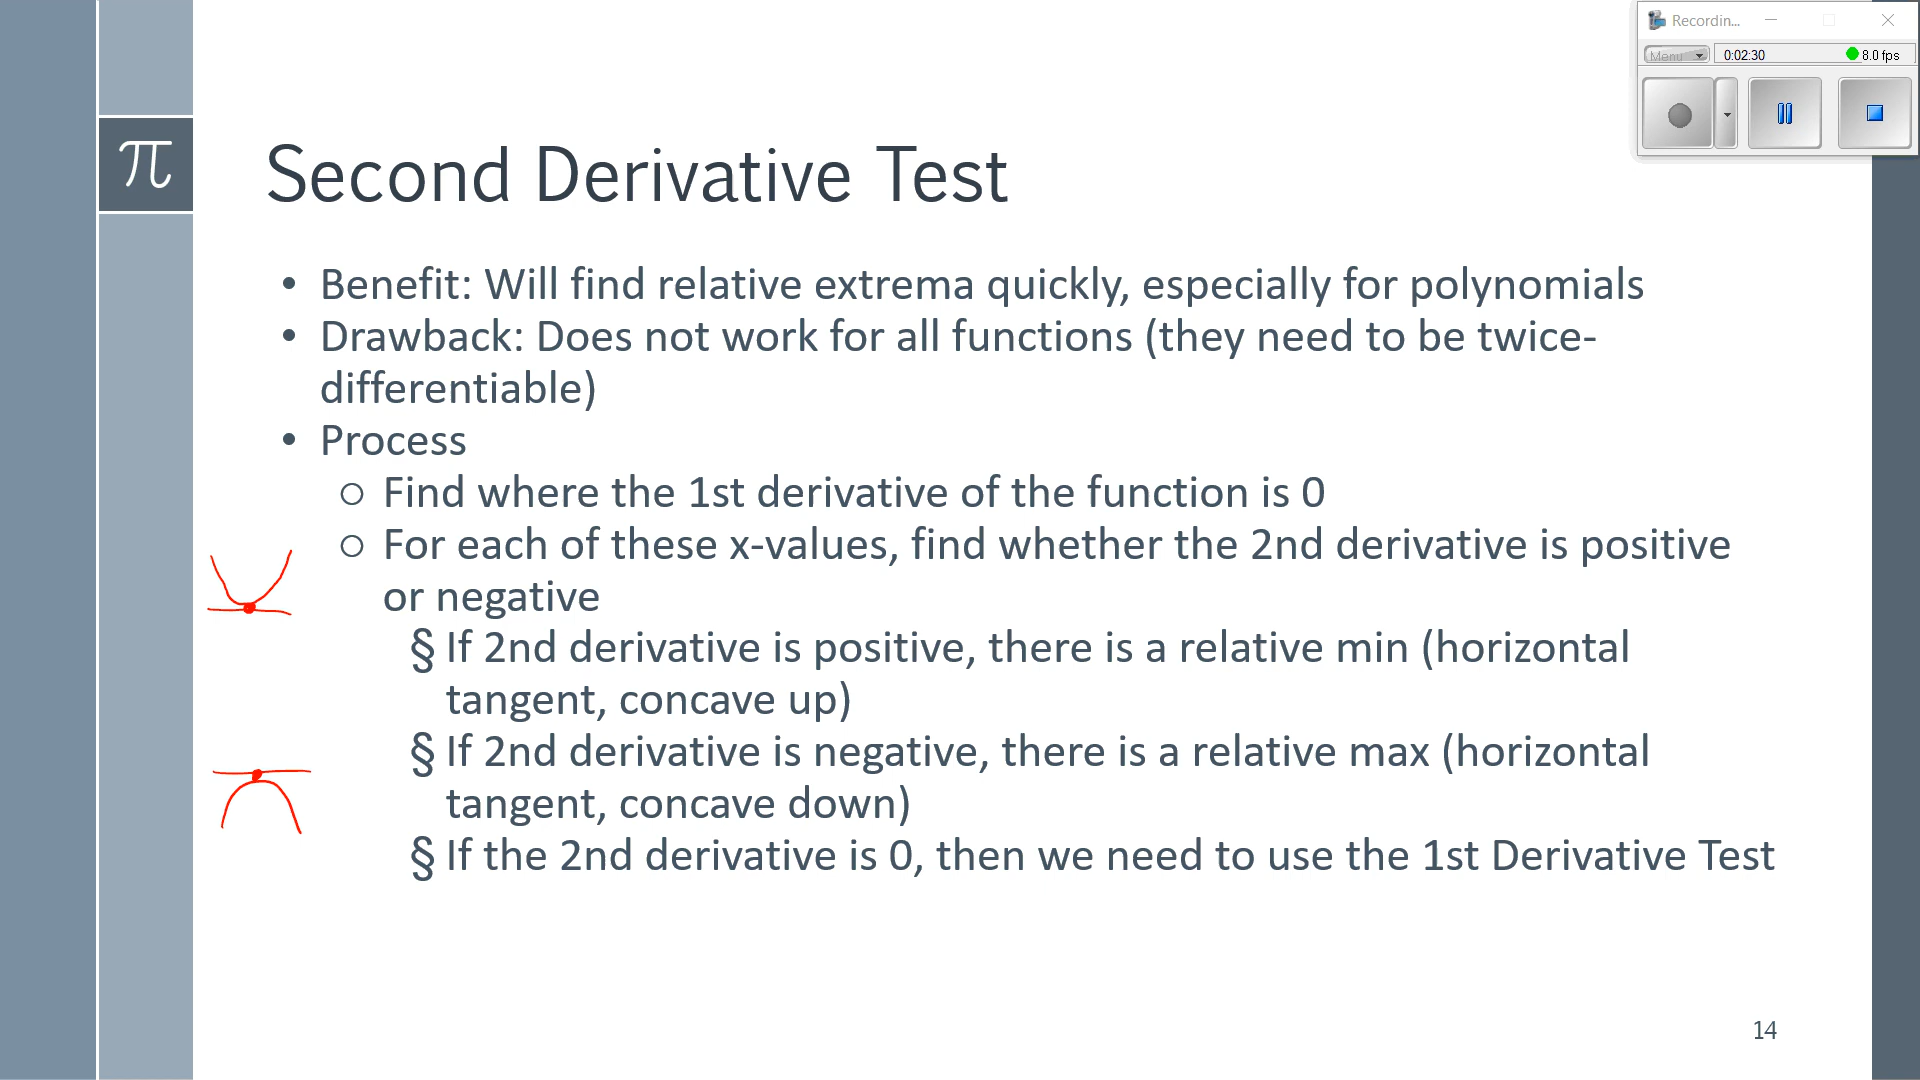 Recordin...
Menu
0:02:30
8.0 fps
π
Second Derivative Test
• Benefit: Will find relative extrema quickly, especially for polynomials
• Drawback: Does not work for all functions (they need to be twice-
differentiable)
• Process
○ Find where the 1st derivative of the function is 0
○ For each of these x-values, find whether the 2nd derivative is positive
or negative
§ If 2nd derivative is positive, there is a relative min (horizontal
tangent, concave up)
§ If 2nd derivative is negative, there is a relative max (horizontal
tangent, concave down)
§ If the 2nd derivative is 0, then we need to use the 1st Derivative Test
14